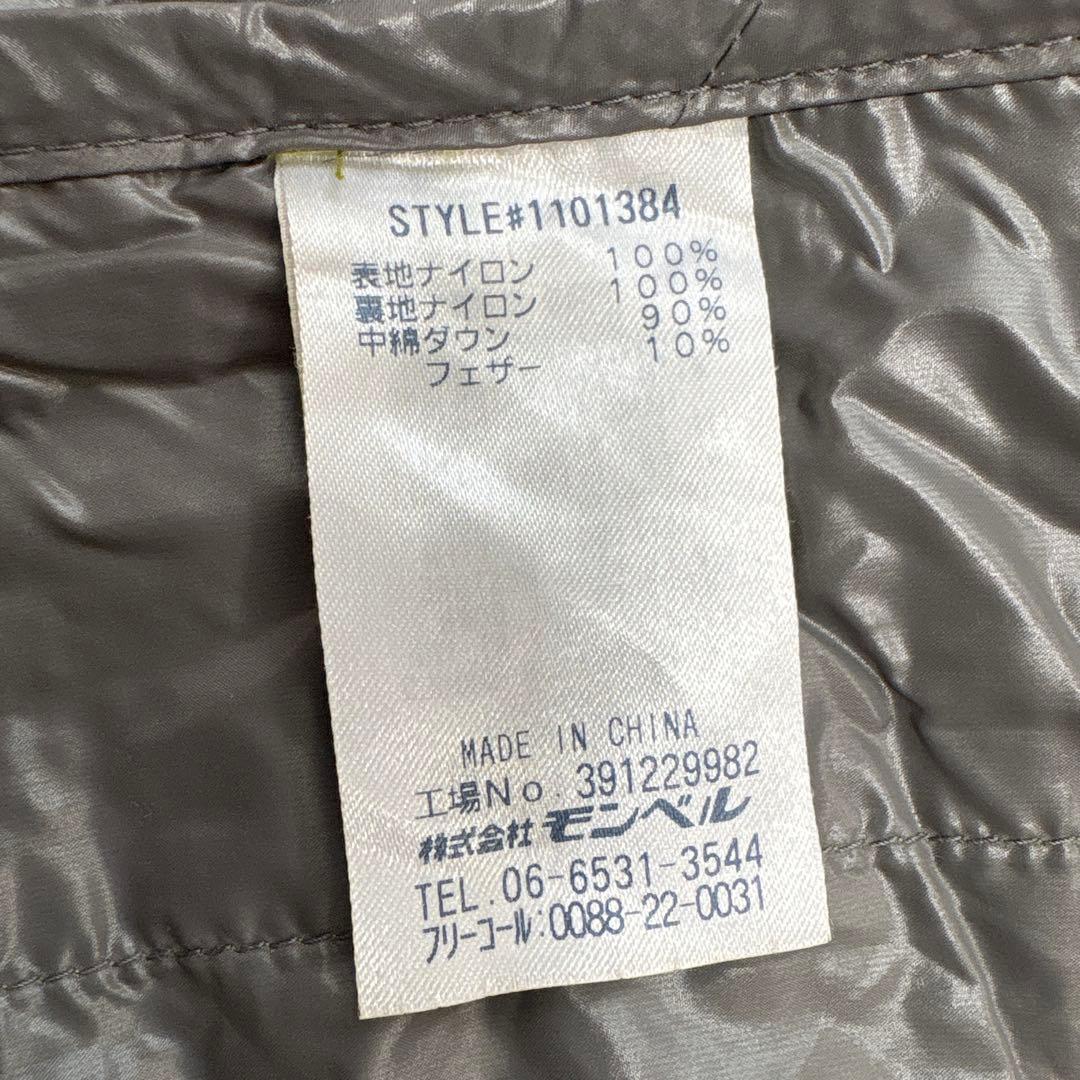 STYLE#1101384
表地ナイロン 100%
裏地ナイロン 100%
中綿ダウン 90%
フェザー 10%
MADE IN CHINA
工場No. 391229982
株式会社 モンベル
TEL. 06-6531-3544
フリーコール:0088-22-0031